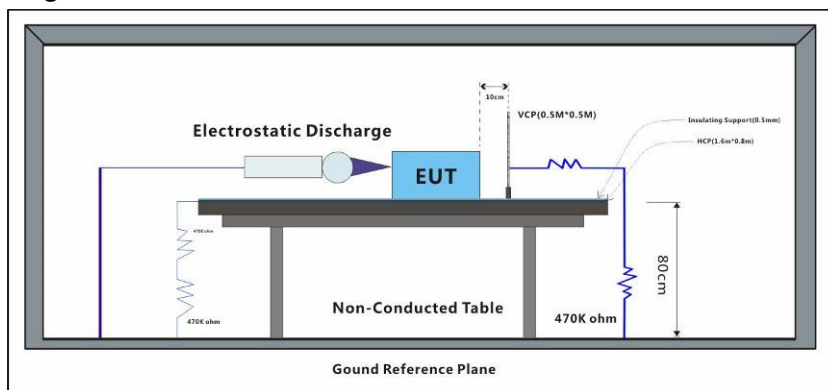 10cm
VCP(0.5M*0.5M)
Insulating Support(0.5mm)
Electrostatic Discharge
HCP(1.6m*0.8m)
EUT
470K ohm
80cm
Non-Conducted Table
470K ohm
470K ohm
Gound Reference Plane